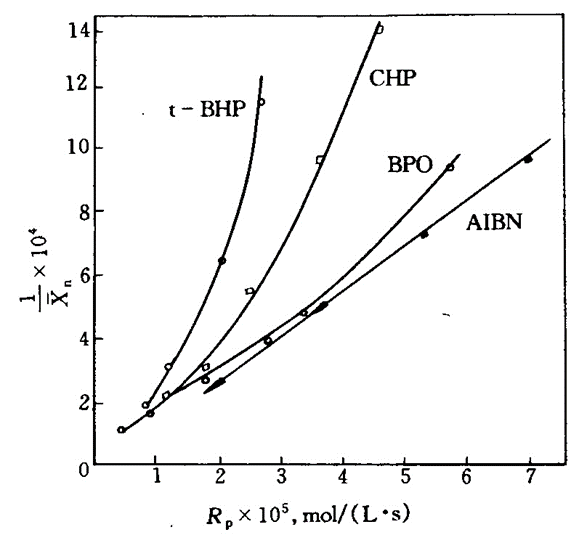 14
12
10
8
6
4
2
0
1 2 3 4 5 6 7
t-BHP
CHP
BPO
AIBN
1/X̄n × 10⁴
Rp × 10⁵, mol/(L·s)